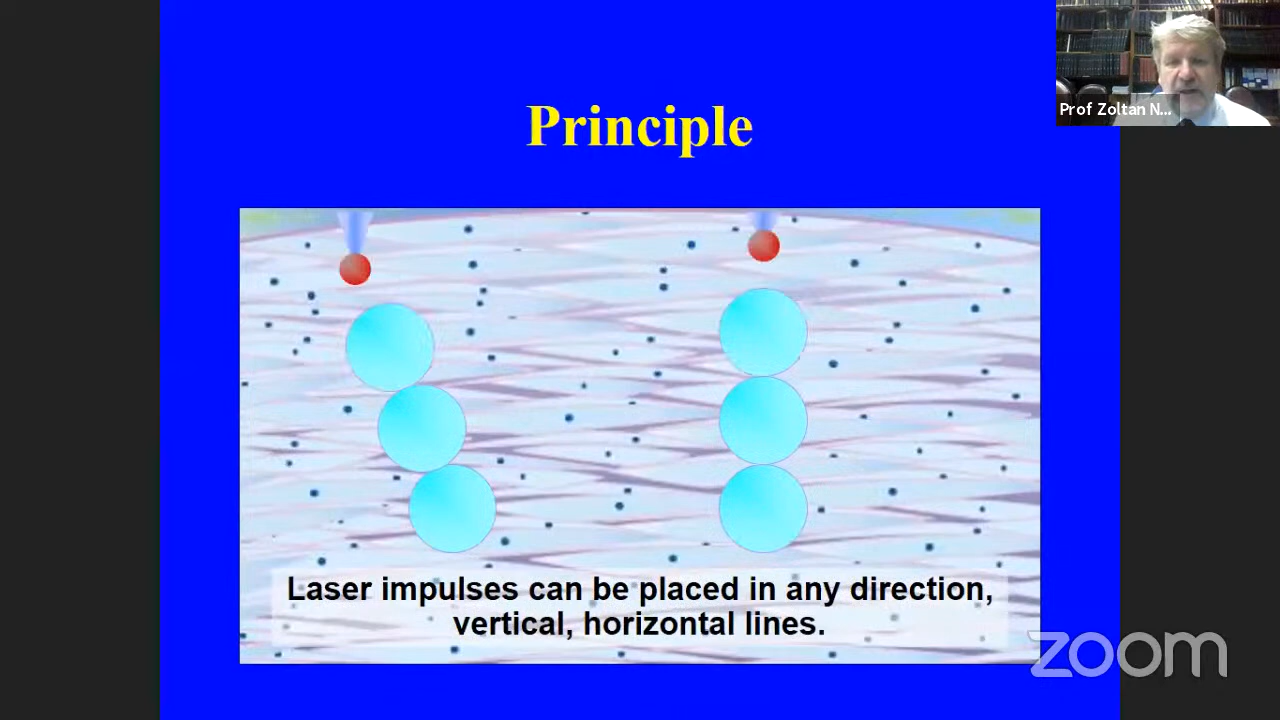 Principle
Prof Zoltan N...
Laser impulses can be placed in any direction,
vertical, horizontal lines.
zoom